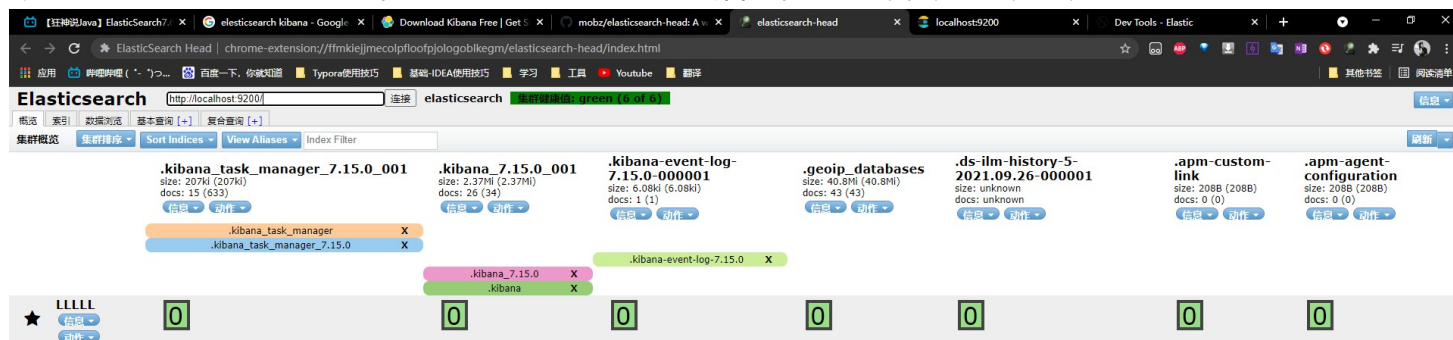 【狂神说Java】ElasticSearch7.
elesticsearch kibana - Google
Download Kibana Free | Get S
mobz/elasticsearch-head: A w
elasticsearch-head
localhost:9200
Dev Tools - Elastic
ElasticSearch Head | chrome-extension://ffmkiejjmecolpfloofpjologoblkegm/elasticsearch-head/index.html
应用 哔哩哔哩 ( ゜- ゜)つ... 百度一下，你就知道 Typora使用技巧 基础-IDEA使用技巧 学习 工具 Youtube 翻译 其他书签 阅读清单
Elasticsearch http://localhost:9200/ 连接 elasticsearch 集群健康值: green (6 of 6) 信息
概览 索引 数据浏览 基本查询 [+] 复合查询 [+]
集群概览 集群排序 Sort Indices View Aliases Index Filter 刷新
.kibana_task_manager_7.15.0_001
size: 207ki (207ki)
docs: 15 (633)
信息 动作
.kibana_7.15.0_001
size: 2.37Mi (2.37Mi)
docs: 26 (34)
信息 动作
.kibana-event-log-
7.15.0-000001
size: 6.08ki (6.08ki)
docs: 1 (1)
信息 动作
.geoip_databases
size: 40.8Mi (40.8Mi)
docs: 43 (43)
信息 动作
.ds-ilm-history-5-
2021.09.26-000001
size: unknown
docs: unknown
信息 动作
.apm-custom-
link
size: 208B (208B)
docs: 0 (0)
信息 动作
.apm-agent-
configuration
size: 208B (208B)
docs: 0 (0)
信息 动作
.kibana_task_manager X
.kibana_task_manager_7.15.0 X
.kibana-event-log-7.15.0 X
.kibana_7.15.0 X
.kibana X
LLLLL
信息
动作
0 0 0 0 0 0 0